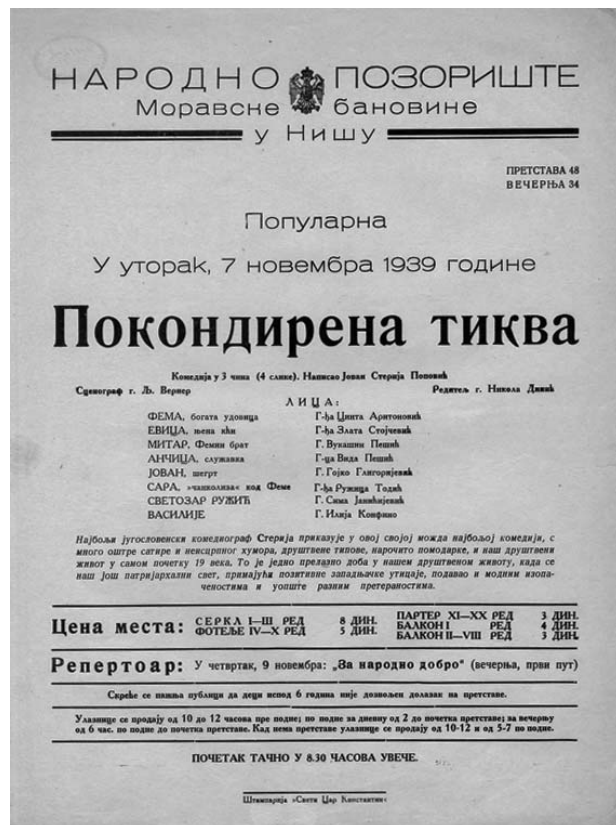 НАРОДНО ПОЗОРИШТЕ
Моравске бановине
у Нишу
ПРЕТСТАВА 48
ВЕЧЕРЊА 34
Популарна
У уторак, 7 новембра 1939 године
Покондирена тиква
Комедија у 3 чина (4 слике). Написао Јован Стерија Поповић
Сценограф г. Љ. Вернер Редитељ г. Никола Динић
ЛИЦА:
ФЕМА, богата удовица Г-ђа Цинта Аритоновић
ЕВИЦА, њена кћи Г-ђа Злата Стојчевић
МИТАР, Фемин брат Г. Вукашин Пешић
АНЧИЦА, служавка Г-ца Вида Пешић
ЈОВАН, шегрт Г. Гојко Глигоријевић
САРА, »чанколиза« код Феме Г-ђа Ружица Тодић
СВЕТОЗАР РУЖИЋ Г. Сима Јанићијевић
ВАСИЛИЈЕ Г. Илија Конфино
Најбољи југословенски комедиограф Стерија приказује у овој својој можда најбољој комедији, с
много оштре сатире и неисцрпног хумора, друштвене типове, нарочито помодарке, и наш друштвени
живот у самом почетку 19 века. То је једно прелазно доба у нашем друштвеном животу, када се
наш још патријархални свет, примајући позитивне западњачке утицаје, подавао и модним изопа-
ченостима и уопште разним претераностима.
Цена места: СЕРКЛ I—III РЕД 8 ДИН. ПАРТЕР XI—XX РЕД 3 ДИН.
ФОТЕЉЕ IV—X РЕД 5 ДИН. БАЛКОН I РЕД 4 ДИН.
БАЛКОН II—VIII РЕД 3 ДИН.
Репертоар: У четвртак, 9 новембра: „За народно добро“ (вечерња, први пут)
Скреће се пажња публици да деци испод 6 година није дозвољен долазак на претставе.
Улазнице се продају од 10 до 12 часова пре подне; по подне за дневну од 2 до почетка претставе; за вечерњу
од 6 час. по подне до почетка претставе. Кад нема претставе улазнице се продају од 10-12 и од 5-7 по подне.
ПОЧЕТАК ТАЧНО У 8.30 ЧАСОВА УВЕЧЕ.
Штампарија »Свети Цар Константин«